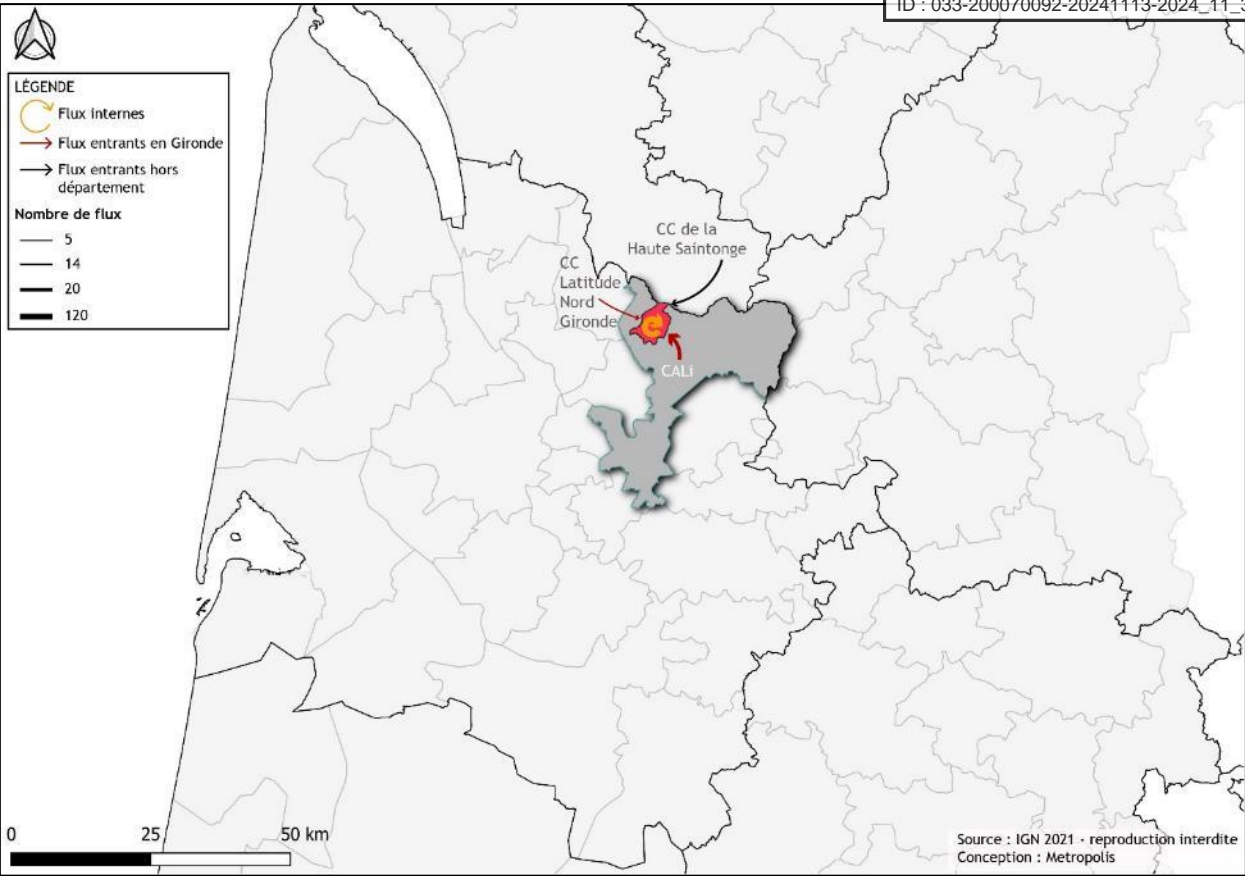 ID : 033-200070092-20241113-2024_11_3
LÉGENDE
Flux internes
Flux entrants en Gironde
Flux entrants hors
département
Nombre de flux
5
14
20
120
CC de la
Haute Saintonge
CC
Latitude
Nord
Gironde
CALi
0 25 50 km
Source : IGN 2021 - reproduction interdite
Conception : Metropolis